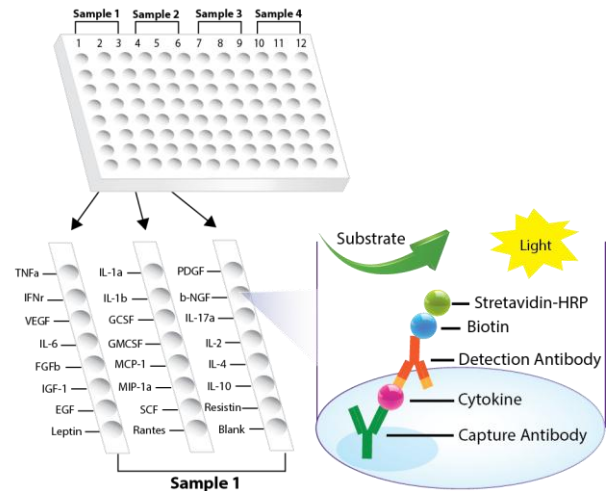 Sample 1 Sample 2 Sample 3 Sample 4
1 2 3 4 5 6 7 8 9 10 11 12
TNFa
IFNr
VEGF
IL-6
FGFb
IGF-1
EGF
Leptin
IL-1a
IL-1b
GCSF
GMCSF
MCP-1
MIP-1a
SCF
Rantes
PDGF
b-NGF
IL-17a
IL-2
IL-4
IL-10
Resistin
Blank
Sample 1
Substrate
Light
Stretavidin-HRP
Biotin
Detection Antibody
Cytokine
Capture Antibody